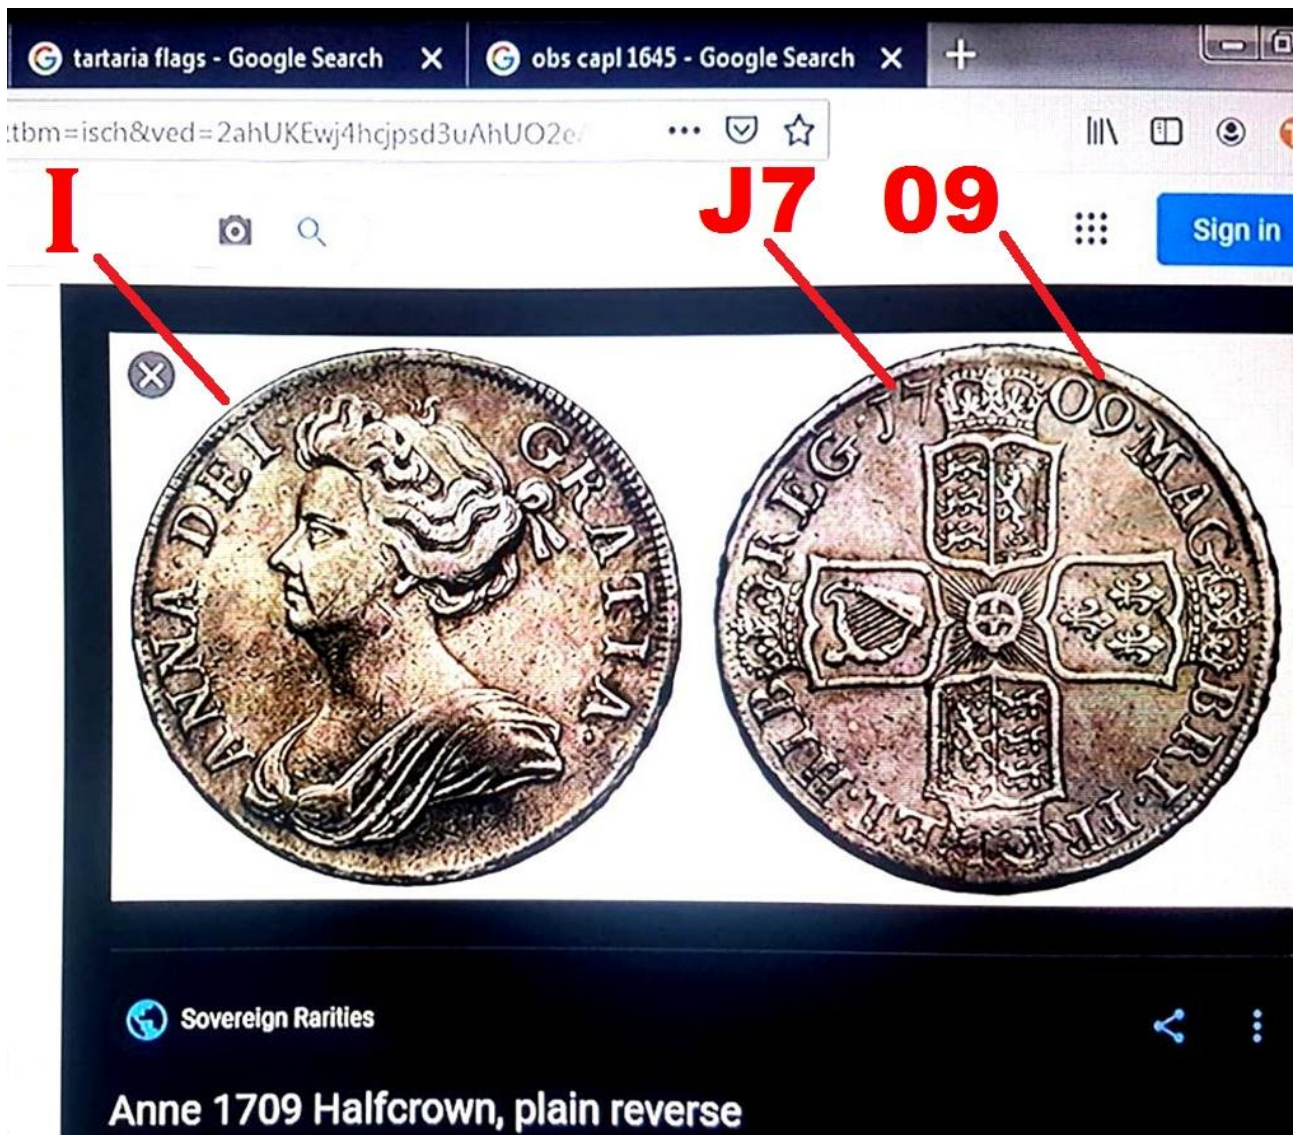 tartaria flags - Google Search
obs capl 1645 - Google Search
:tbm=isch&ved=2ahUKEwj4hcjpsd3uAhUO2e
I
J7 09
Sign in
ANNA DEI · GRATIA ·
REG · J7 09 · MAG
BRI · FR
ET · HIB
Sovereign Rarities
Anne 1709 Halfcrown, plain reverse